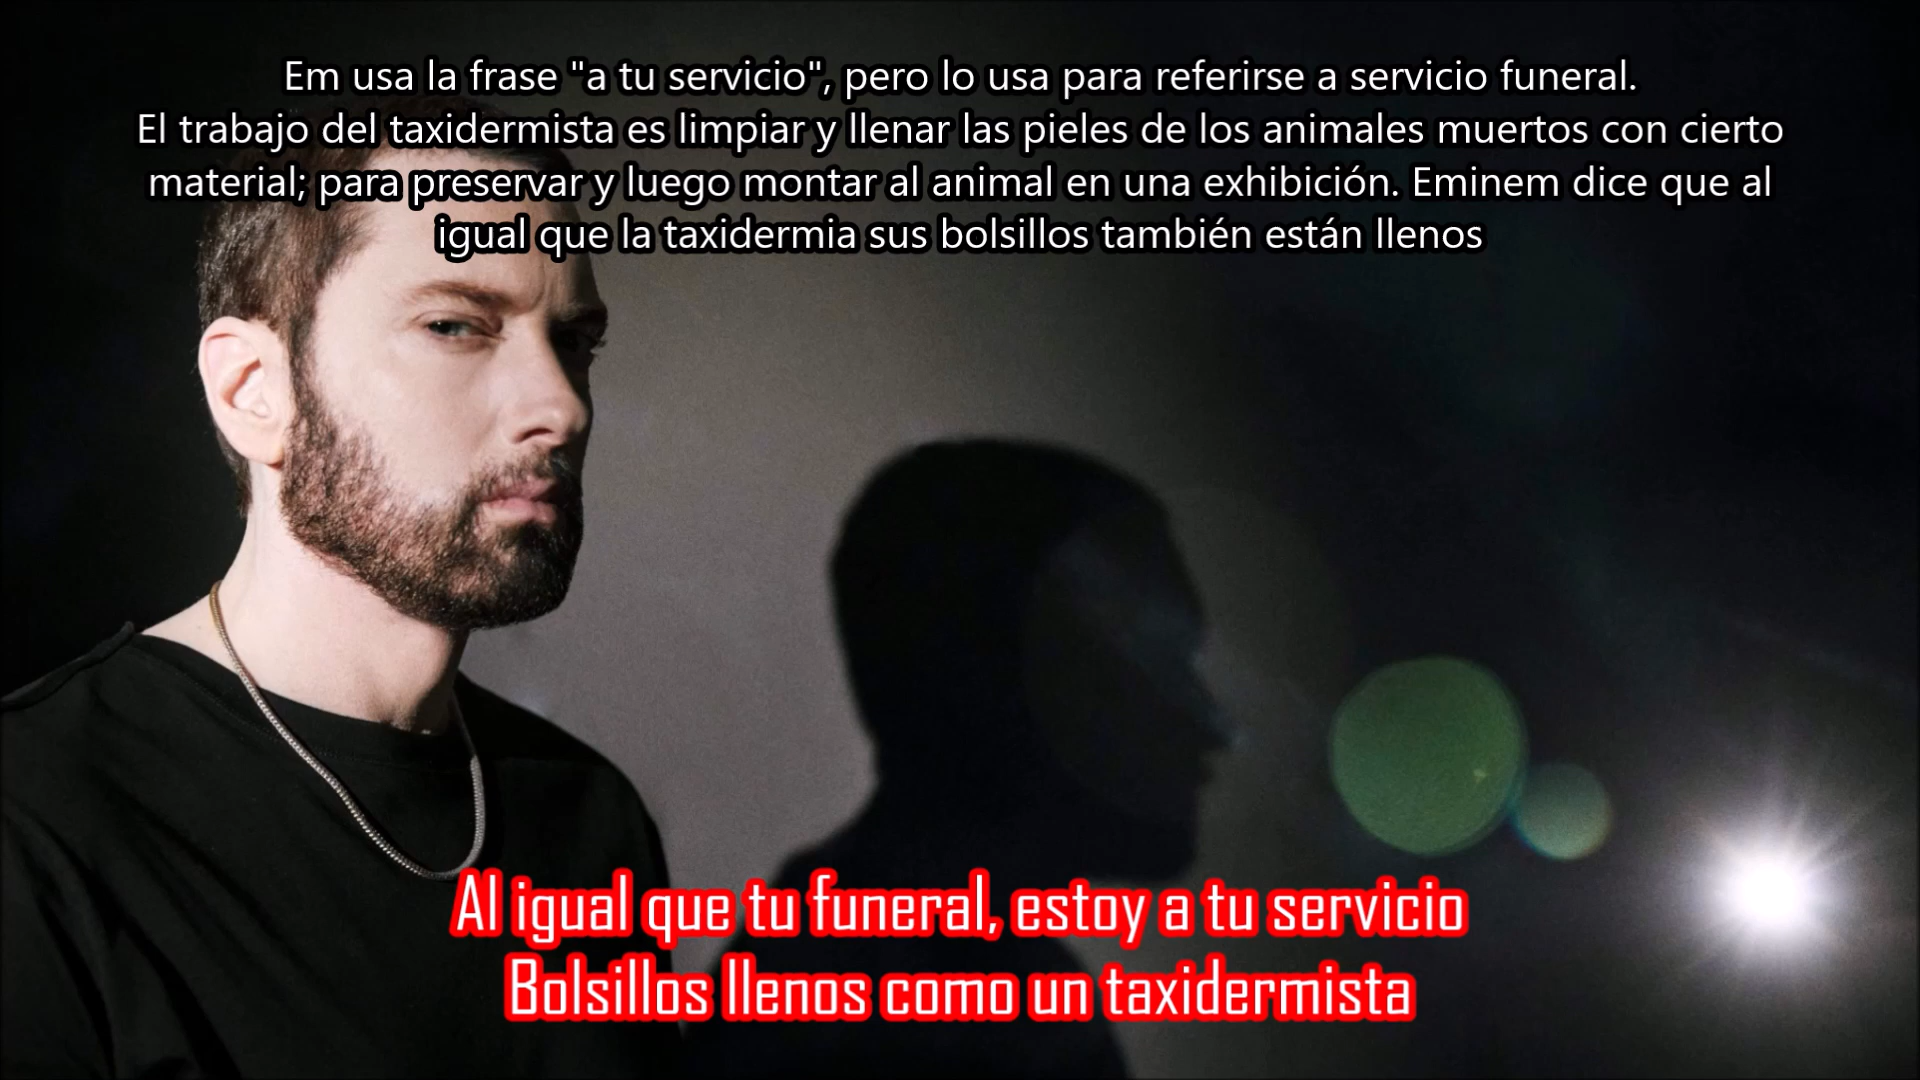 Em usa la frase "a tu servicio", pero lo usa para referirse a servicio funeral.
El trabajo del taxidermista es limpiar y llenar las pieles de los animales muertos con cierto
material; para preservar y luego montar al animal en una exhibición. Eminem dice que al
igual que la taxidermia sus bolsillos también están llenos
Al igual que tu funeral, estoy a tu servicio
Bolsillos llenos como un taxidermista